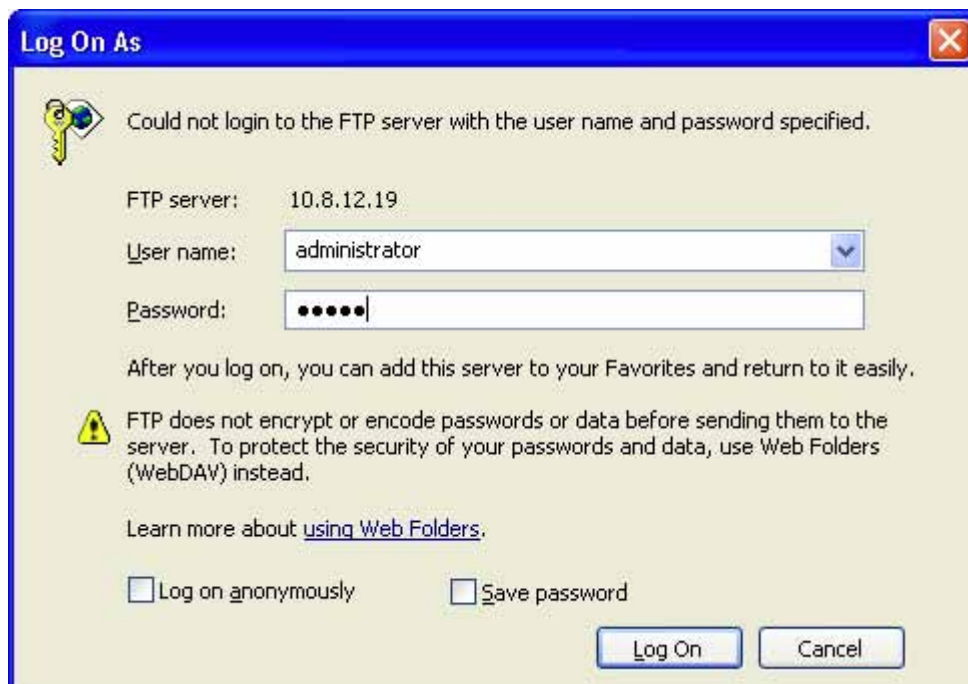 Log On As
Could not login to the FTP server with the user name and password specified.
FTP server: 10.8.12.19
User name: administrator
Password: •••••
After you log on, you can add this server to your Favorites and return to it easily.
FTP does not encrypt or encode passwords or data before sending them to the
server. To protect the security of your passwords and data, use Web Folders
(WebDAV) instead.
Learn more about using Web Folders.
Log on anonymously Save password
Log On Cancel